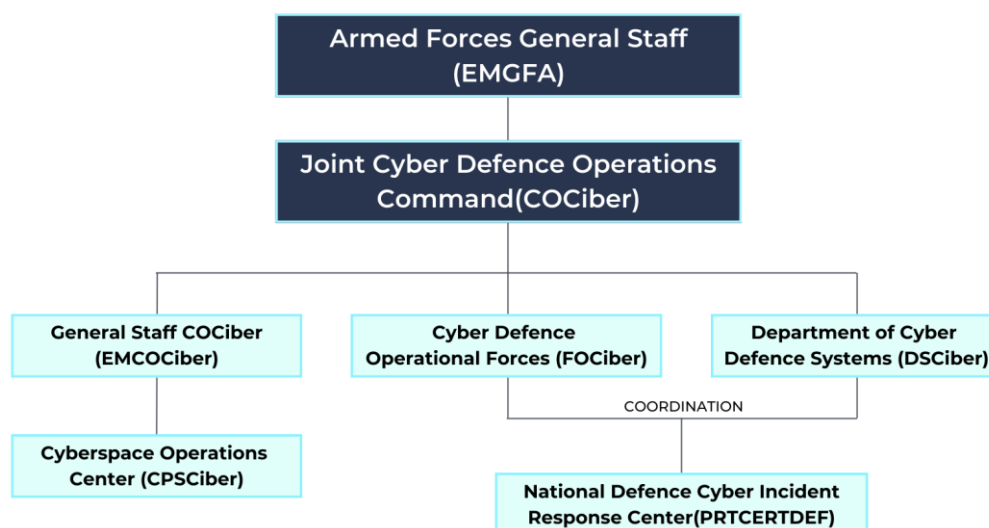 Armed Forces General Staff
(EMGFA)
Joint Cyber Defence Operations
Command(COCiber)
General Staff COCiber
(EMCOCiber)
Cyber Defence
Operational Forces (FOCiber)
Department of Cyber
Defence Systems (DSCiber)
COORDINATION
Cyberspace Operations
Center (CPSCiber)
National Defence Cyber Incident
Response Center(PRTCERTDEF)